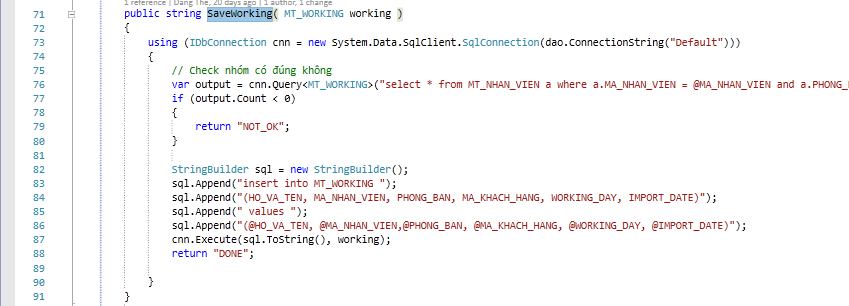 1 reference | Dang The, 20 days ago | 1 author, 1 change
71 public string SaveWorking( MT_WORKING working )
72 {
73 using (IDbConnection cnn = new System.Data.SqlClient.SqlConnection(dao.ConnectionString("Default")))
74 {
75 // Check nhóm có đúng không
76 var output = cnn.Query<MT_WORKING>("select * from MT_NHAN_VIEN a where a.MA_NHAN_VIEN = @MA_NHAN_VIEN and a.PHONG_
77 if (output.Count < 0)
78 {
79 return "NOT_OK";
80 }
81
82 StringBuilder sql = new StringBuilder();
83 sql.Append("insert into MT_WORKING ");
84 sql.Append("(HO_VA_TEN, MA_NHAN_VIEN, PHONG_BAN, MA_KHACH_HANG, WORKING_DAY, IMPORT_DATE)");
85 sql.Append(" values ");
86 sql.Append("(@HO_VA_TEN, @MA_NHAN_VIEN,@PHONG_BAN, @MA_KHACH_HANG, @WORKING_DAY, @IMPORT_DATE)");
87 cnn.Execute(sql.ToString(), working);
88 return "DONE";
89
90 }
91 }